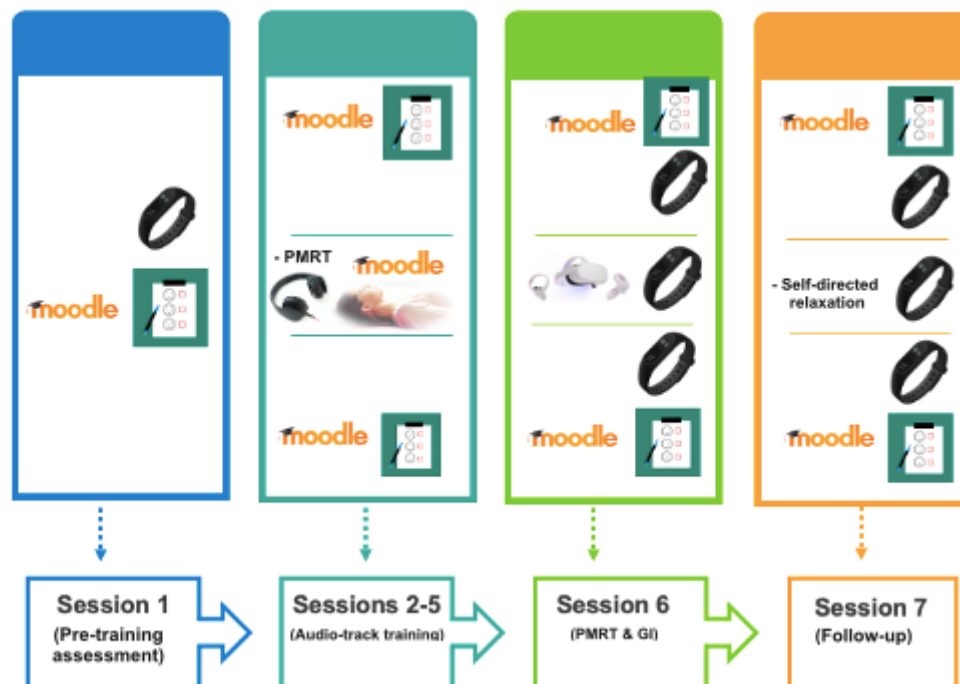 moodle
moodle
moodle
moodle
- PMRT
moodle
- Self-directed
relaxation
moodle
moodle
moodle
moodle
Session 1
(Pre-training
assessment)
Sessions 2-5
(Audio-track training)
Session 6
(PMRT & GI)
Session 7
(Follow-up)